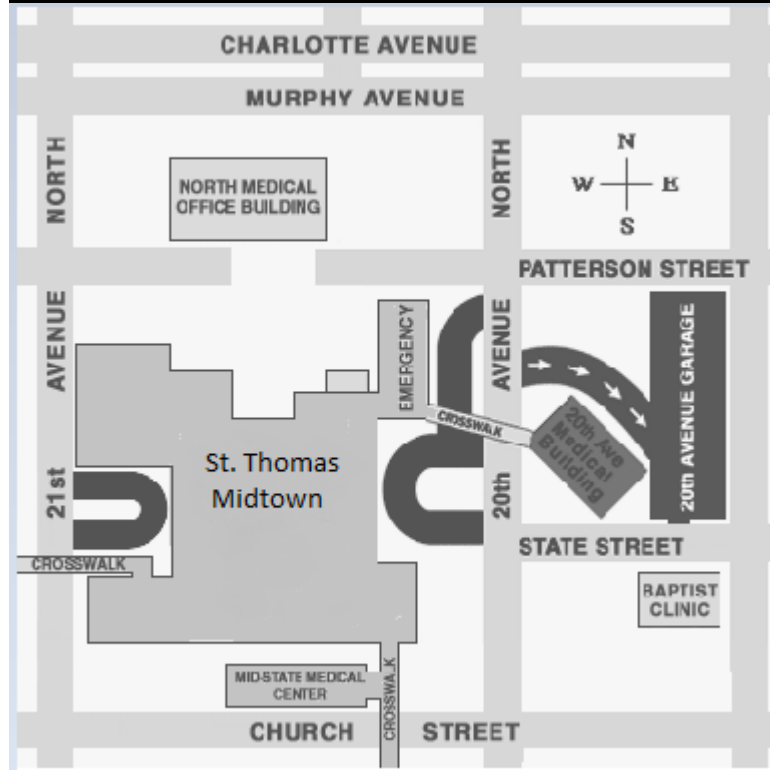 CHARLOTTE AVENUE
MURPHY AVENUE
NORTH
NORTH
N
W E
S
NORTH MEDICAL
OFFICE BUILDING
PATTERSON STREET
AVENUE
EMERGENCY
AVENUE
20TH AVENUE GARAGE
CROSSWALK
20th Ave
Medical
Building
St. Thomas
Midtown
21st
20th
STATE STREET
CROSSWALK
BAPTIST
CLINIC
MID-STATE MEDICAL
CENTER
CROSSWALK
CHURCH STREET